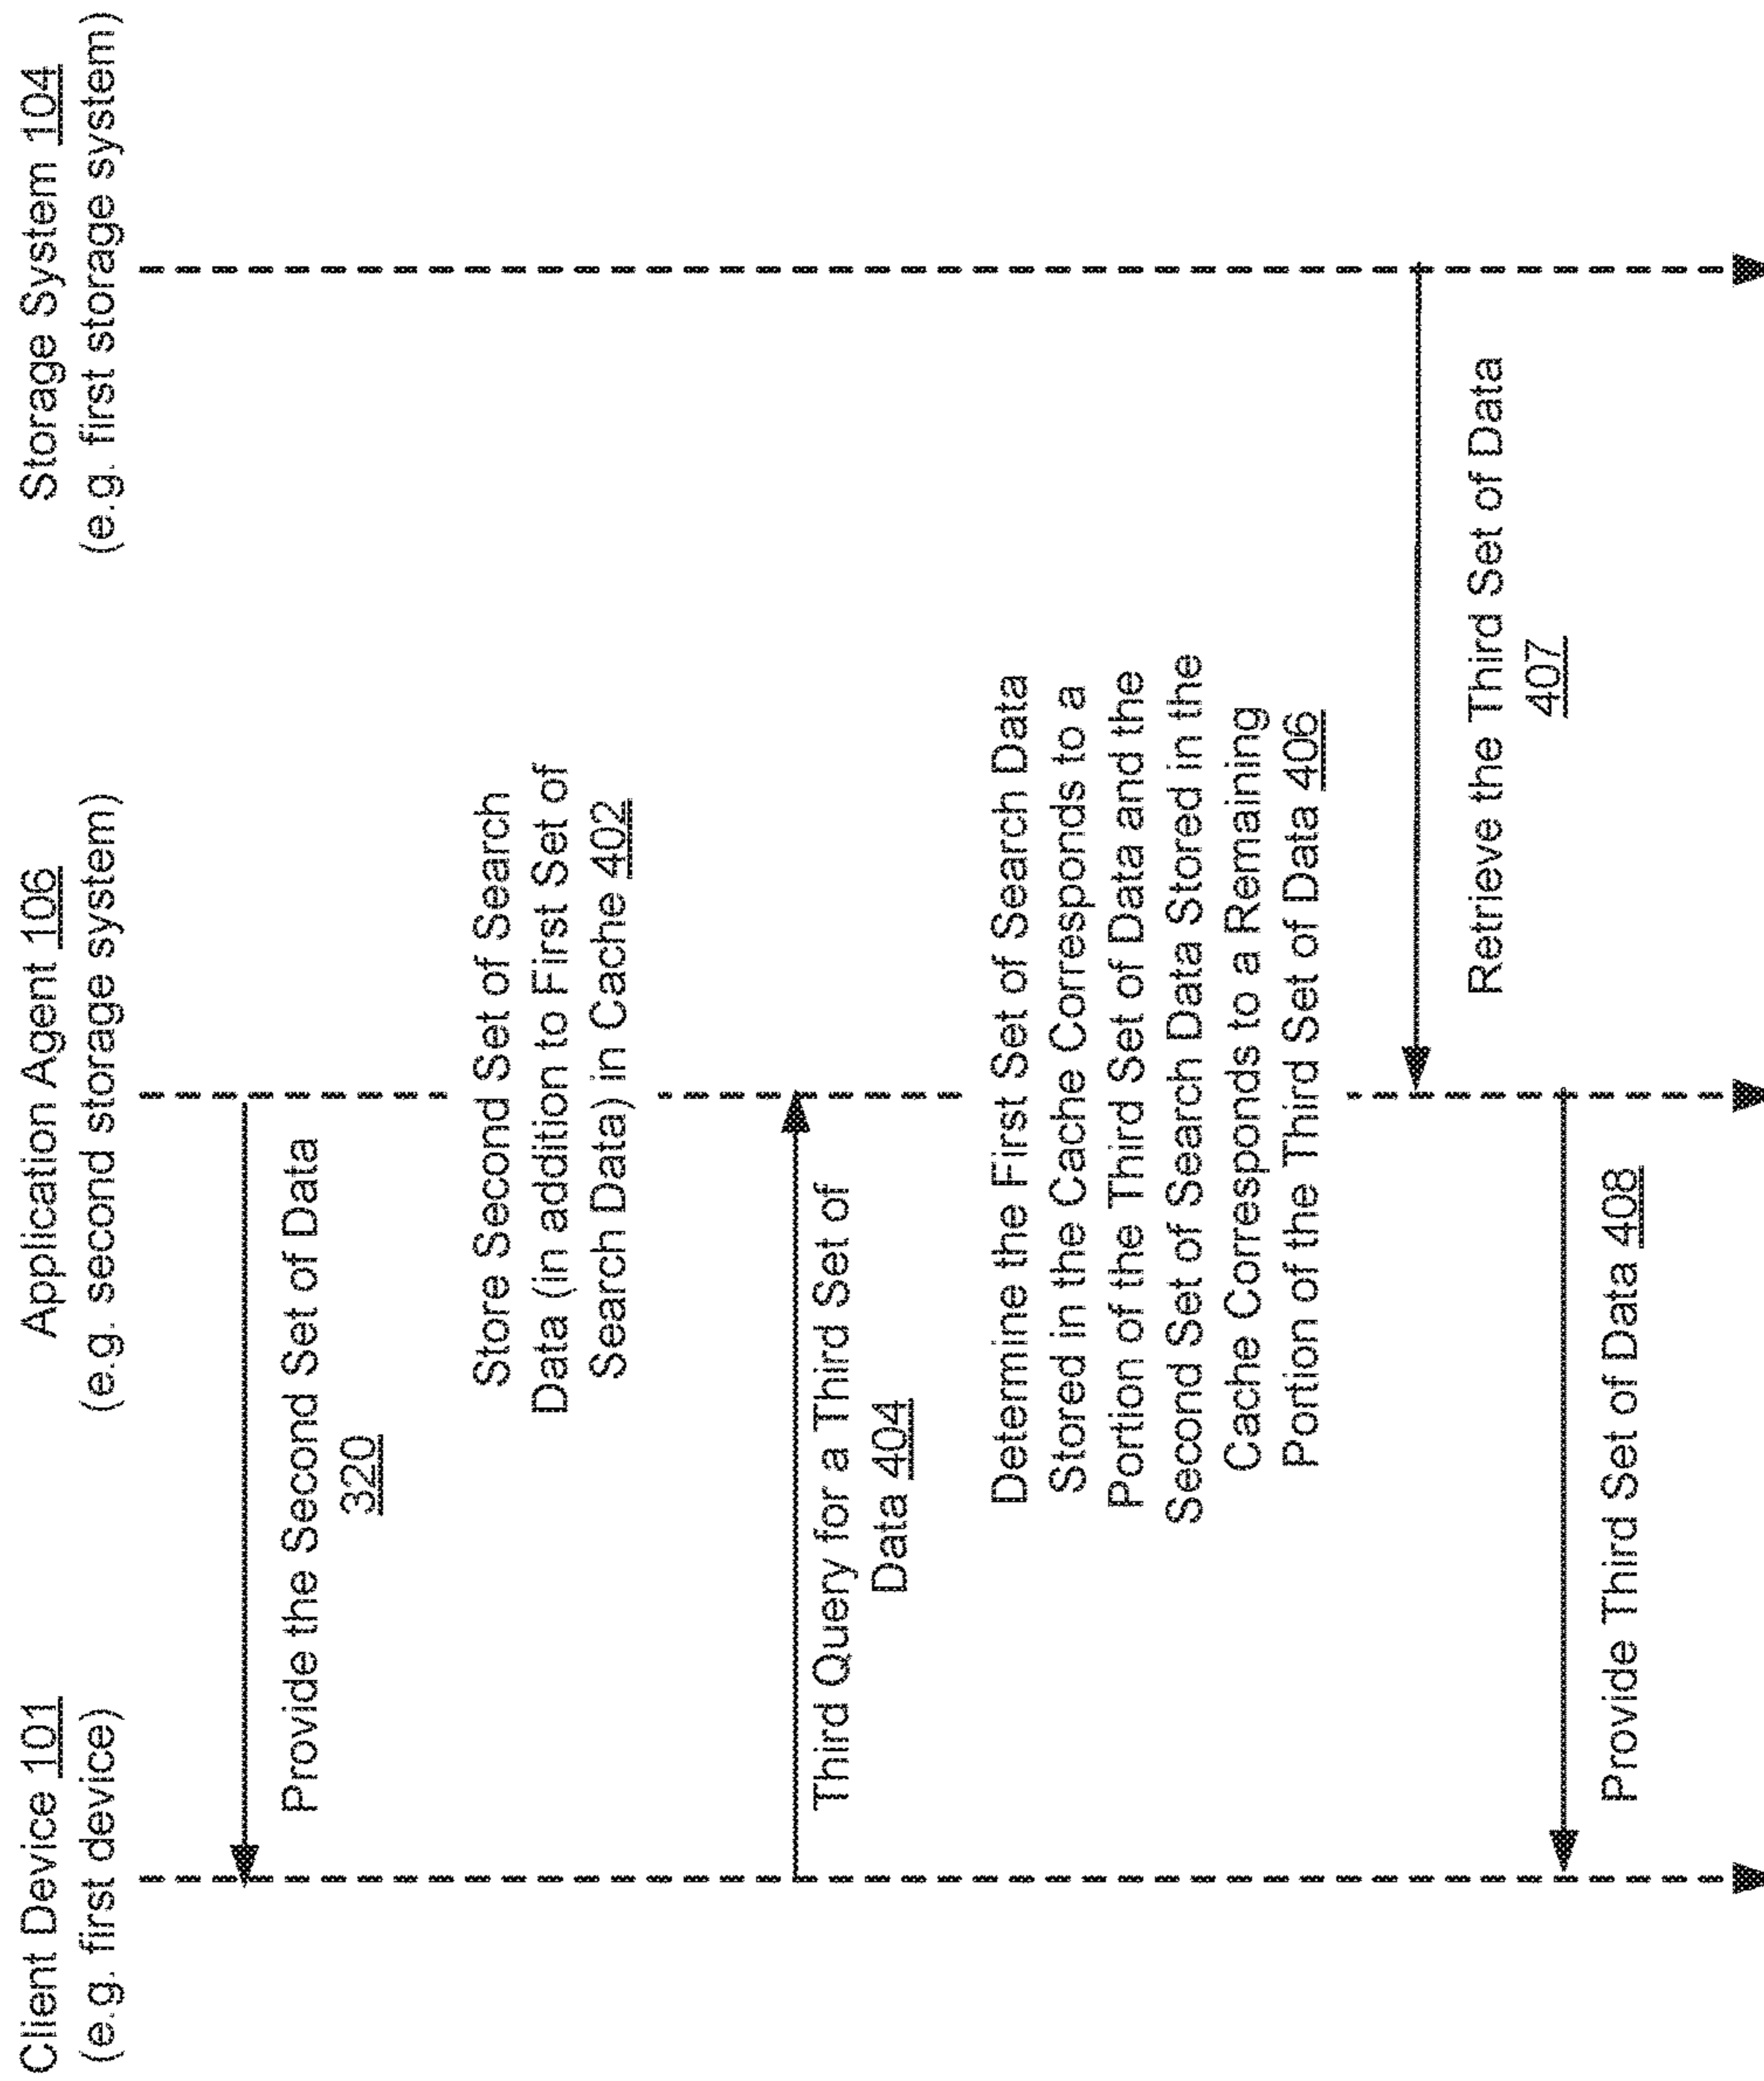 Client Device 101
(e.g. first device)
Application Agent 106
(e.g. second storage system)
Storage System 104
(e.g. first storage system)
Provide the Second Set of Data
320
Store Second Set of Search
Data (in addition to First Set of
Search Data) in Cache 402
Third Query for a Third Set of
Data 404
Determine the First Set of Search Data
Stored in the Cache Corresponds to a
Portion of the Third Set of Data and the
Second Set of Search Data Stored in the
Cache Corresponds to a Remaining
Portion of the Third Set of Data 406
Retrieve the Third Set of Data
407
Provide Third Set of Data 408